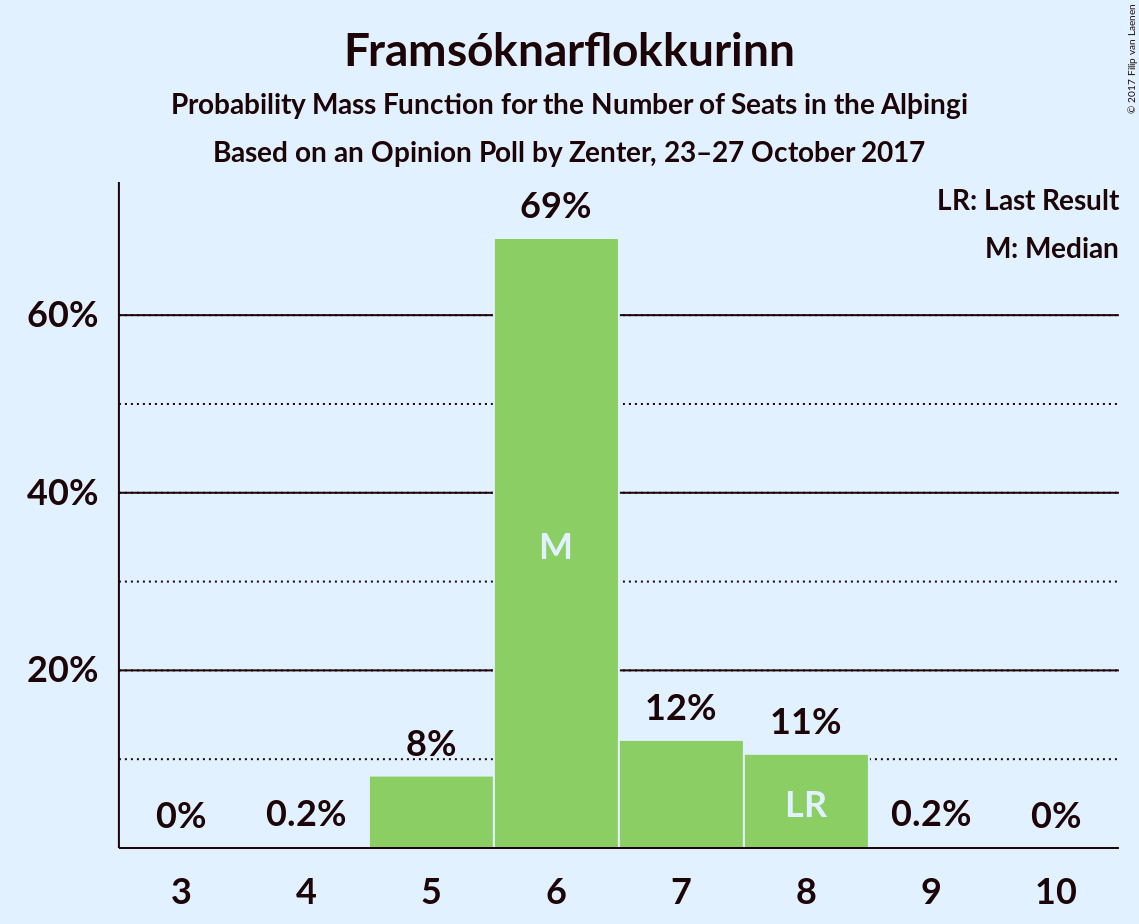 Framsóknarflokkurinn
Probability Mass Function for the Number of Seats in the Alþingi
Based on an Opinion Poll by Zenter, 23–27 October 2017
© 2017 Filip van Laenen
LR: Last Result
M: Median
60%
40%
20%
0%
0.2%
8%
69%
12%
11%
0.2%
0%
M
LR
3
4
5
6
7
8
9
10